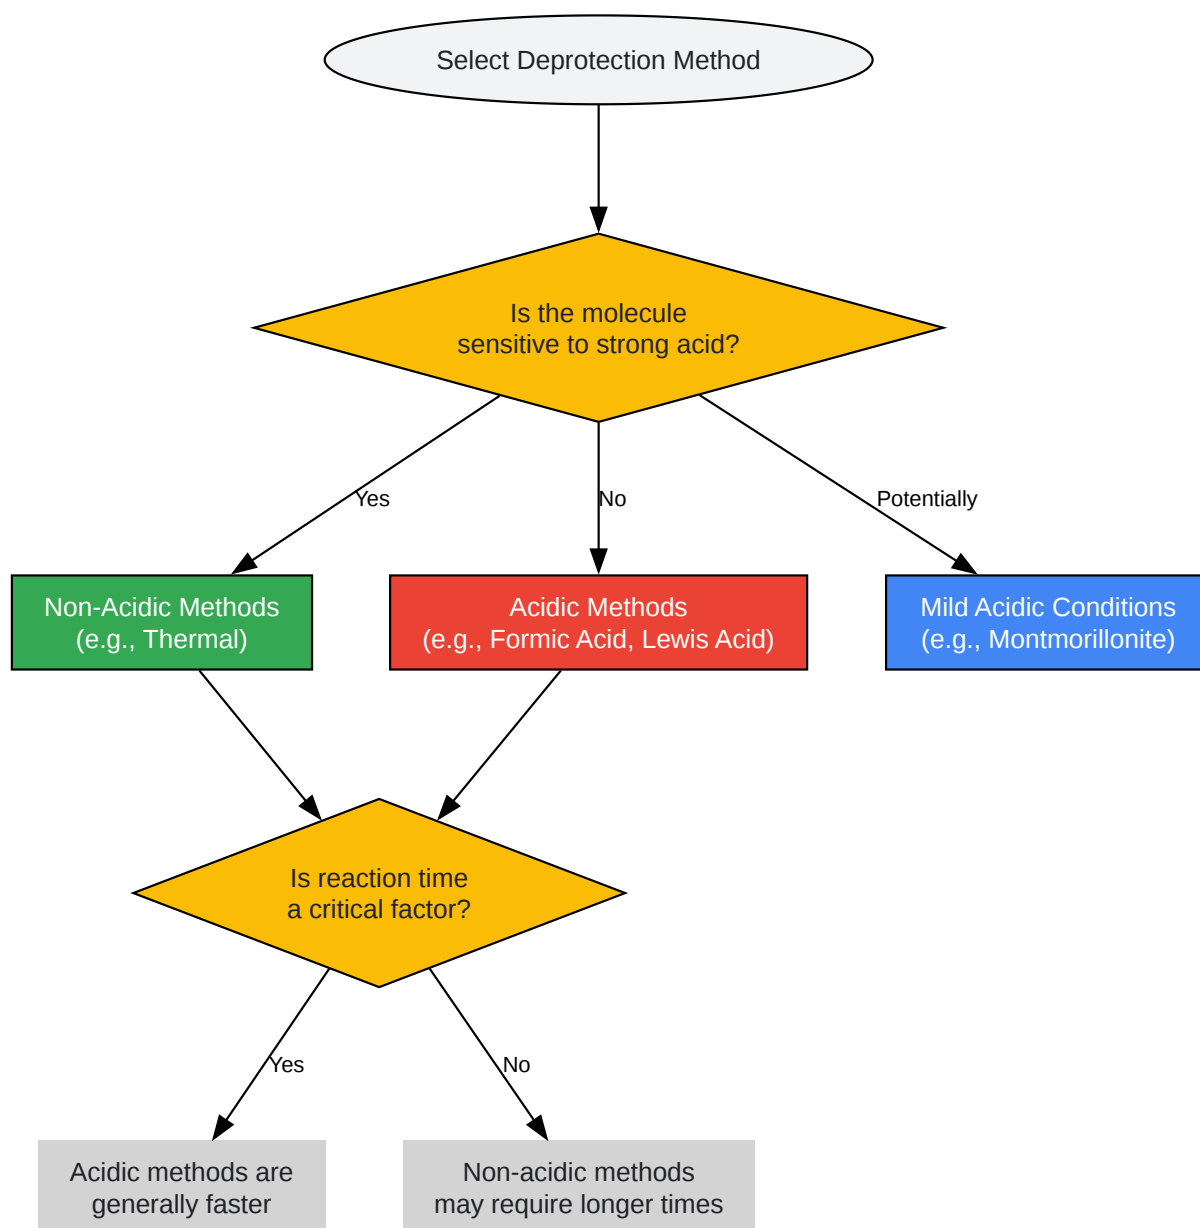 Select Deprotection Method
Is the molecule
sensitive to strong acid?
Yes
No
Potentially
Non-Acidic Methods
(e.g., Thermal)
Acidic Methods
(e.g., Formic Acid, Lewis Acid)
Mild Acidic Conditions
(e.g., Montmorillonite)
Is reaction time
a critical factor?
Yes
No
Acidic methods are
generally faster
Non-acidic methods
may require longer times